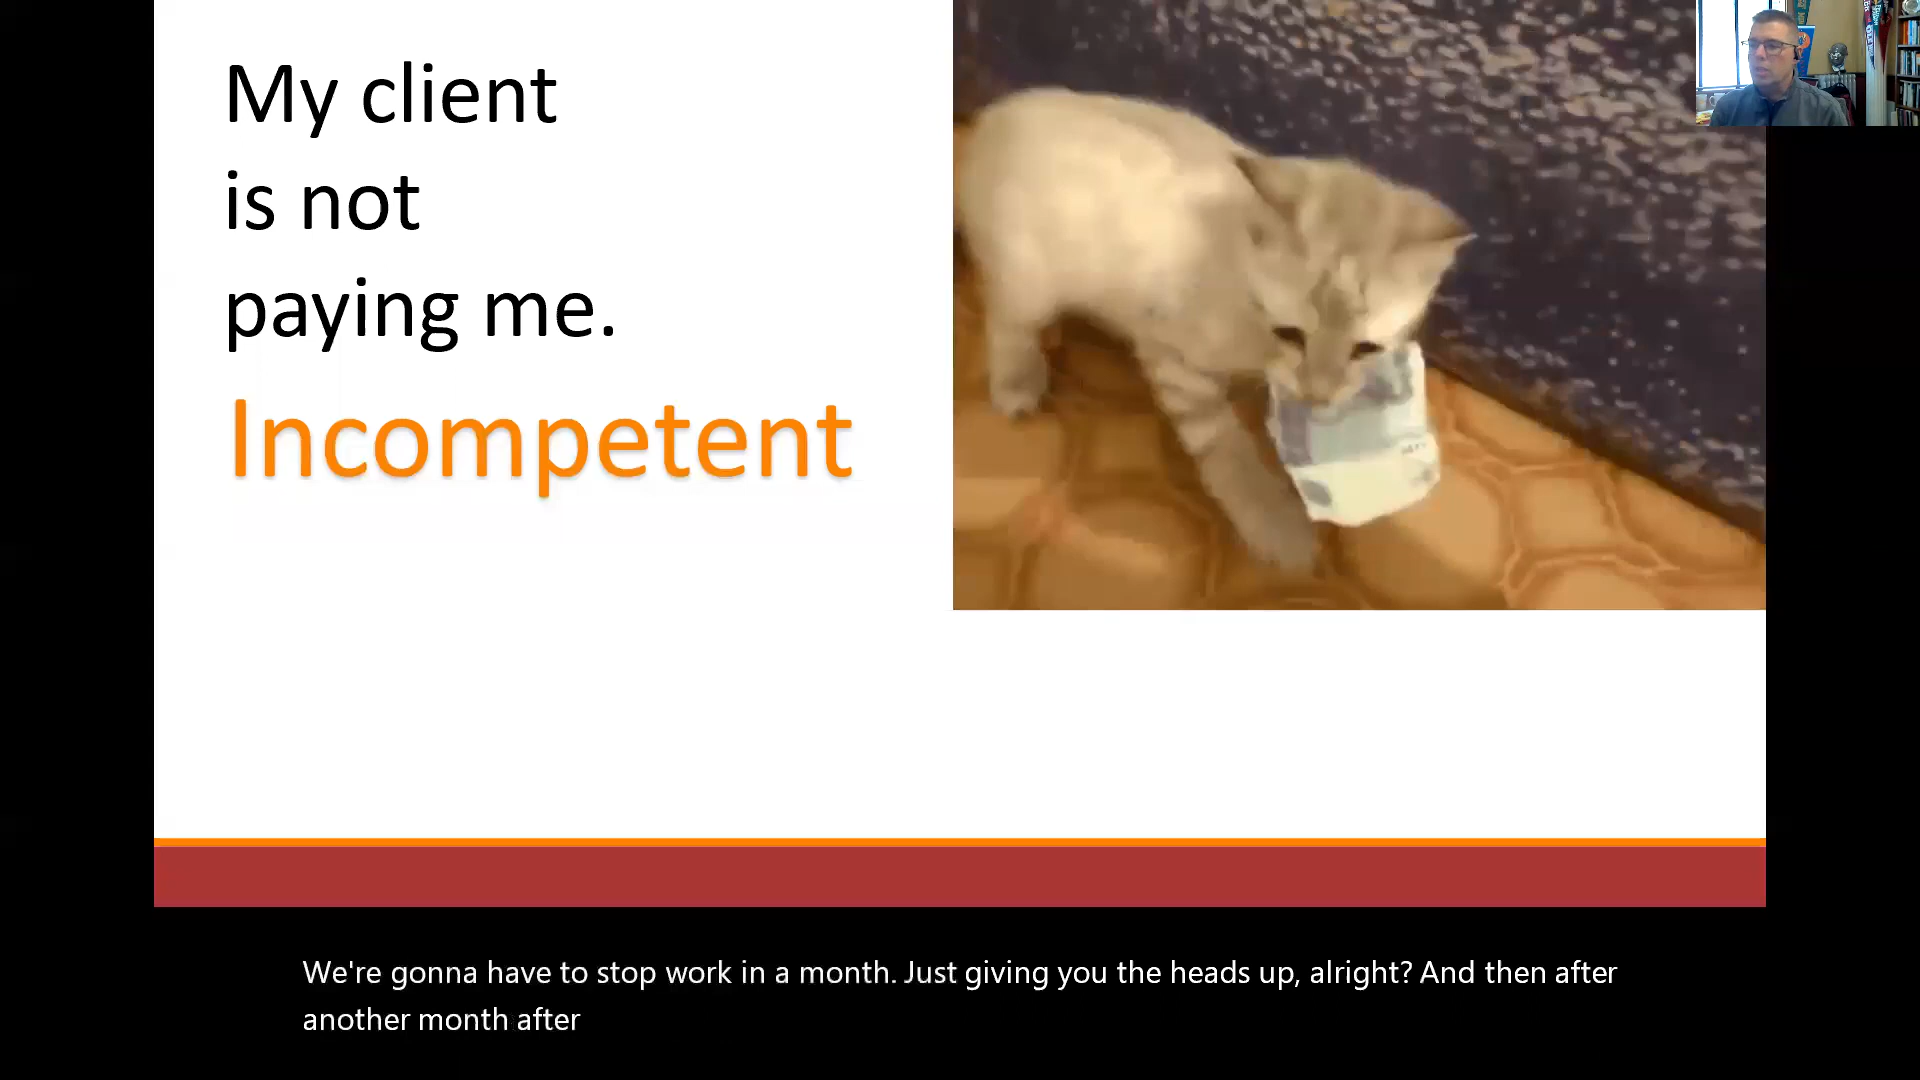 My client
is not
paying me.
Incompetent
We're gonna have to stop work in a month. Just giving you the heads up, alright? And then after
another month after